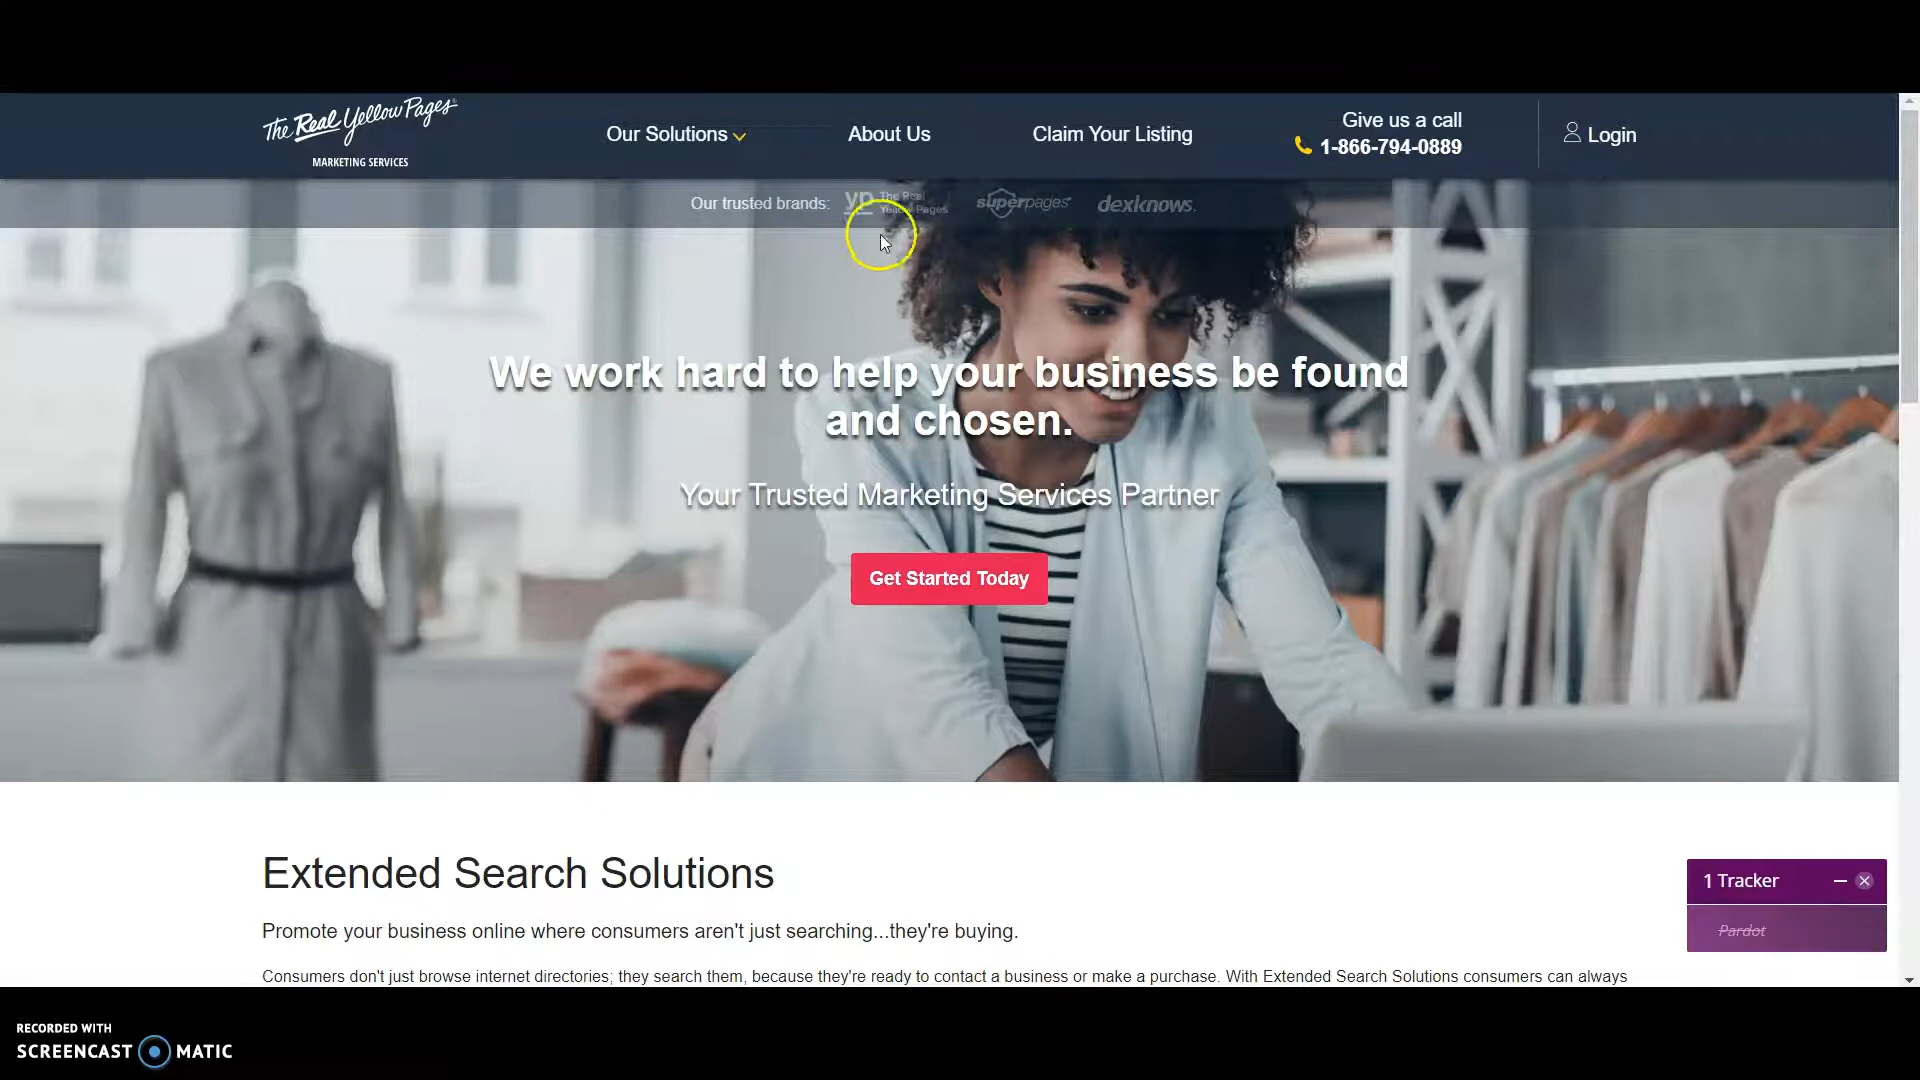 The Real Yellow Pages
MARKETING SERVICES
Our Solutions
About Us
Claim Your Listing
Give us a call
1-866-794-0889
Login
Our trusted brands:
yp The Real
Yellow Pages
superpages
dexknows.
We work hard to help your business be found
and chosen.
Your Trusted Marketing Services Partner
Get Started Today
Extended Search Solutions
Promote your business online where consumers aren't just searching...they're buying.
Consumers don't just browse internet directories; they search them, because they're ready to contact a business or make a purchase. With Extended Search Solutions consumers can always
1 Tracker
Pardot
RECORDED WITH
SCREENCAST MATIC